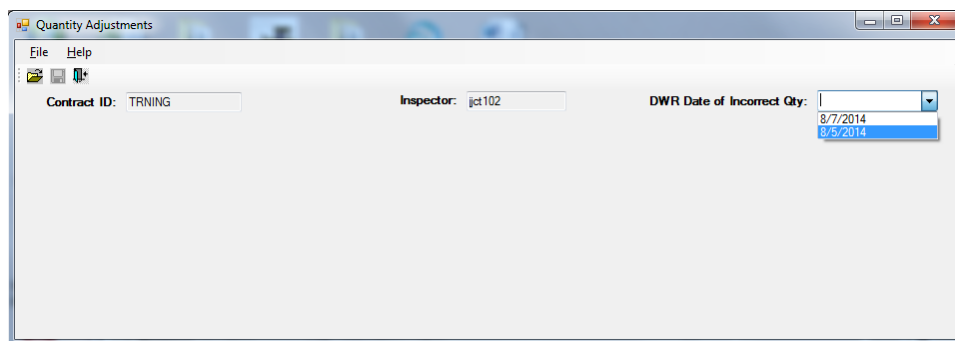 Quantity Adjustments
File Help
Contract ID: TRNING Inspector: jjct102 DWR Date of Incorrect Qty:
8/7/2014
8/5/2014